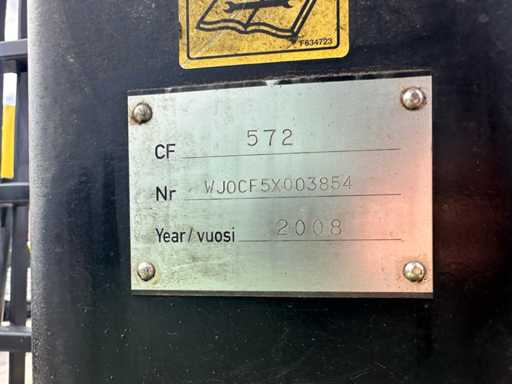 F634723
CF 572
Nr WJ0CF5X003854
Year/vuosi 2008